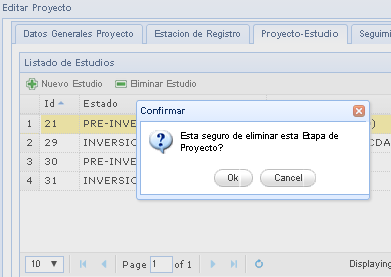 Editar Proyecto
Datos Generales Proyecto Estacion de Registro Proyecto-Estudio Seguimi
Listado de Estudios
Nuevo Estudio Eliminar Estudio
Id Estado
1 21 PRE-INVE )
2 29 INVERSIO CDA
3 30 PRE-INVE
4 31 INVERSIO
Confirmar
Esta seguro de eliminar esta Etapa de
Proyecto?
Ok Cancel
10 Page 1 of 1 Displaying